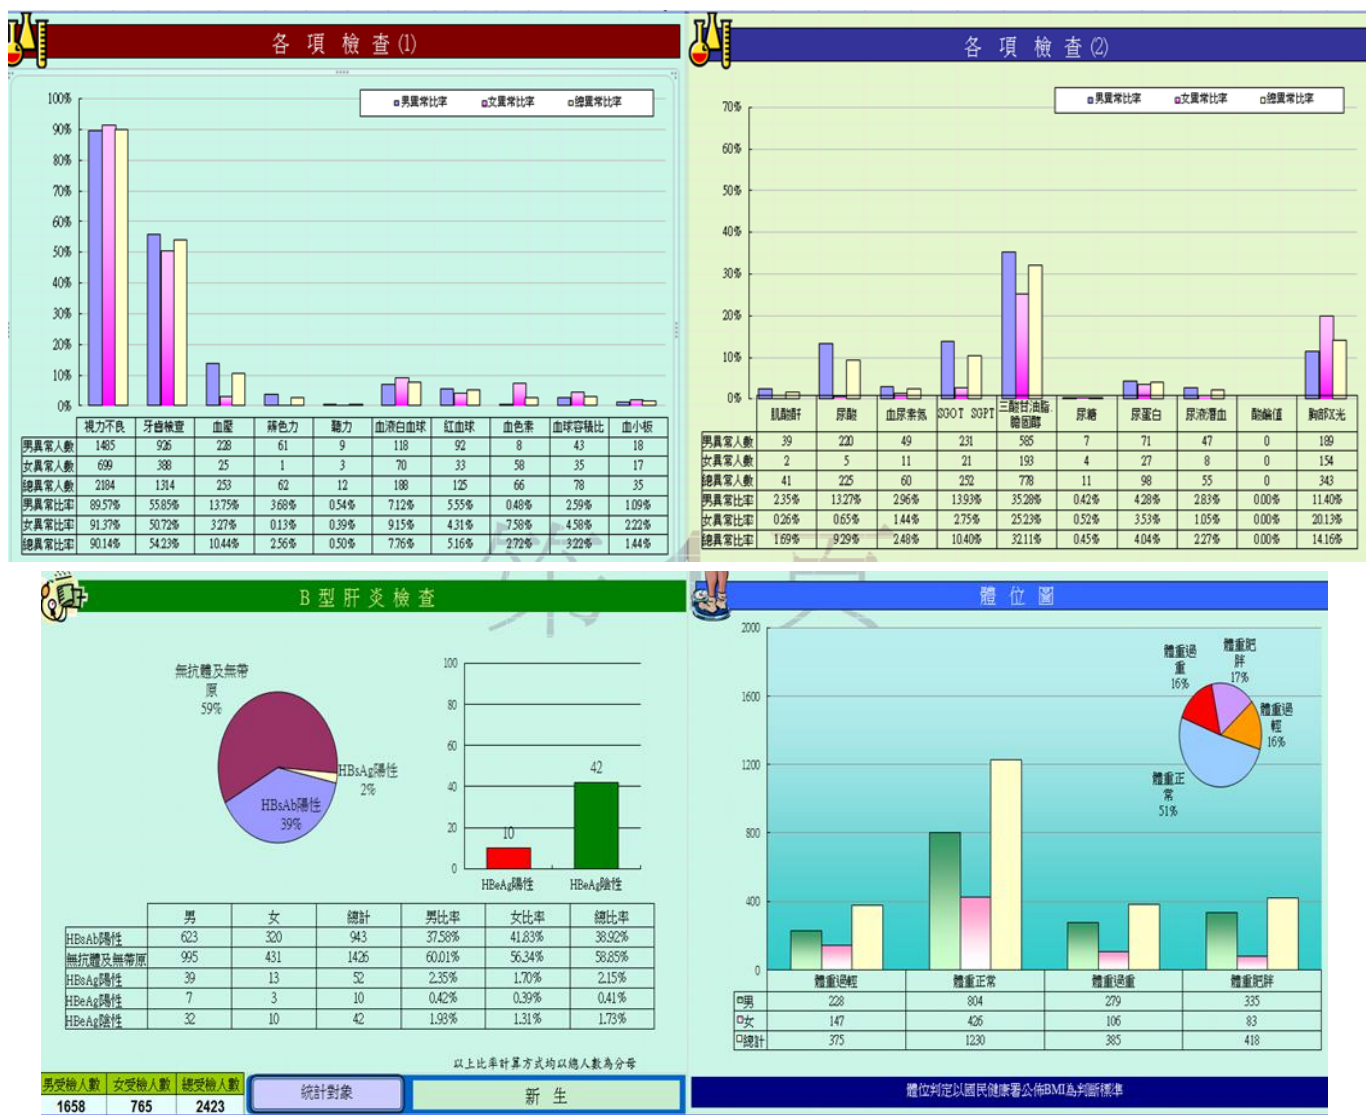 各 項 檢 查 (1)
男異常比率 女異常比率 總異常比率
100%
90%
80%
70%
60%
50%
40%
30%
20%
10%
0%
視力不良 牙齒檢查 血壓 辨色力 聽力 血液白血球 紅血球 血色素 血球容積比 血小板
男異常人數 1485 926 228 61 9 118 92 8 43 18
女異常人數 699 388 25 1 3 70 33 58 35 17
總異常人數 2184 1314 253 62 12 188 125 66 78 35
男異常比率 89.57% 55.85% 13.75% 3.68% 0.54% 7.12% 5.55% 0.48% 2.59% 1.09%
女異常比率 91.37% 50.72% 3.27% 0.13% 0.39% 9.15% 4.31% 7.58% 4.58% 2.22%
總異常比率 90.14% 54.23% 10.44% 2.56% 0.50% 7.76% 5.16% 2.72% 3.22% 1.44%
各 項 檢 查 (2)
男異常比率 女異常比率 總異常比率
70%
60%
50%
40%
30%
20%
10%
0%
肌酸酐 尿酸 血尿素氮 SGOT SGPT 三酸甘油脂.膽固醇 尿糖 尿蛋白 尿液潛血 酸鹼值 胸部X光
男異常人數 39 220 49 231 585 7 71 47 0 189
女異常人數 2 5 11 21 193 4 27 8 0 154
總異常人數 41 225 60 252 778 11 98 55 0 343
男異常比率 2.35% 13.27% 2.96% 13.93% 35.28% 0.42% 4.28% 2.83% 0.00% 11.40%
女異常比率 0.26% 0.65% 1.44% 2.75% 25.23% 0.52% 3.53% 1.05% 0.00% 20.13%
總異常比率 1.69% 9.29% 2.48% 10.40% 32.11% 0.45% 4.04% 2.27% 0.00% 14.16%
第 1 頁
B 型 肝 炎 檢 查
無抗體及無帶
原
59%
HBsAg陽性
2%
HBsAb陽性
39%
100
80
60
40
20
0
10
42
HBeAg陽性 HBeAg陰性
男 女 總計 男比率 女比率 總比率
HBsAb陽性 623 320 943 37.58% 41.83% 38.92%
無抗體及無帶原 995 431 1426 60.01% 56.34% 58.85%
HBsAg陽性 39 13 52 2.35% 1.70% 2.15%
HBeAg陽性 7 3 10 0.42% 0.39% 0.41%
HBeAg陰性 32 10 42 1.93% 1.31% 1.73%
以上比率計算方式均以總人數為分母
男受檢人數 女受檢人數 總受檢人數
1658 765 2423
統計對象
新 生
體 位 圖
2000
1600
1200
800
400
0
體重過
重
16%
體重肥
胖
17%
體重過
輕
16%
體重正
常
51%
體重過輕 體重正常 體重過重 體重肥胖
男 228 804 279 335
女 147 426 106 83
總計 375 1230 385 418
體位判定以國民健康署公佈BMI為判斷標準